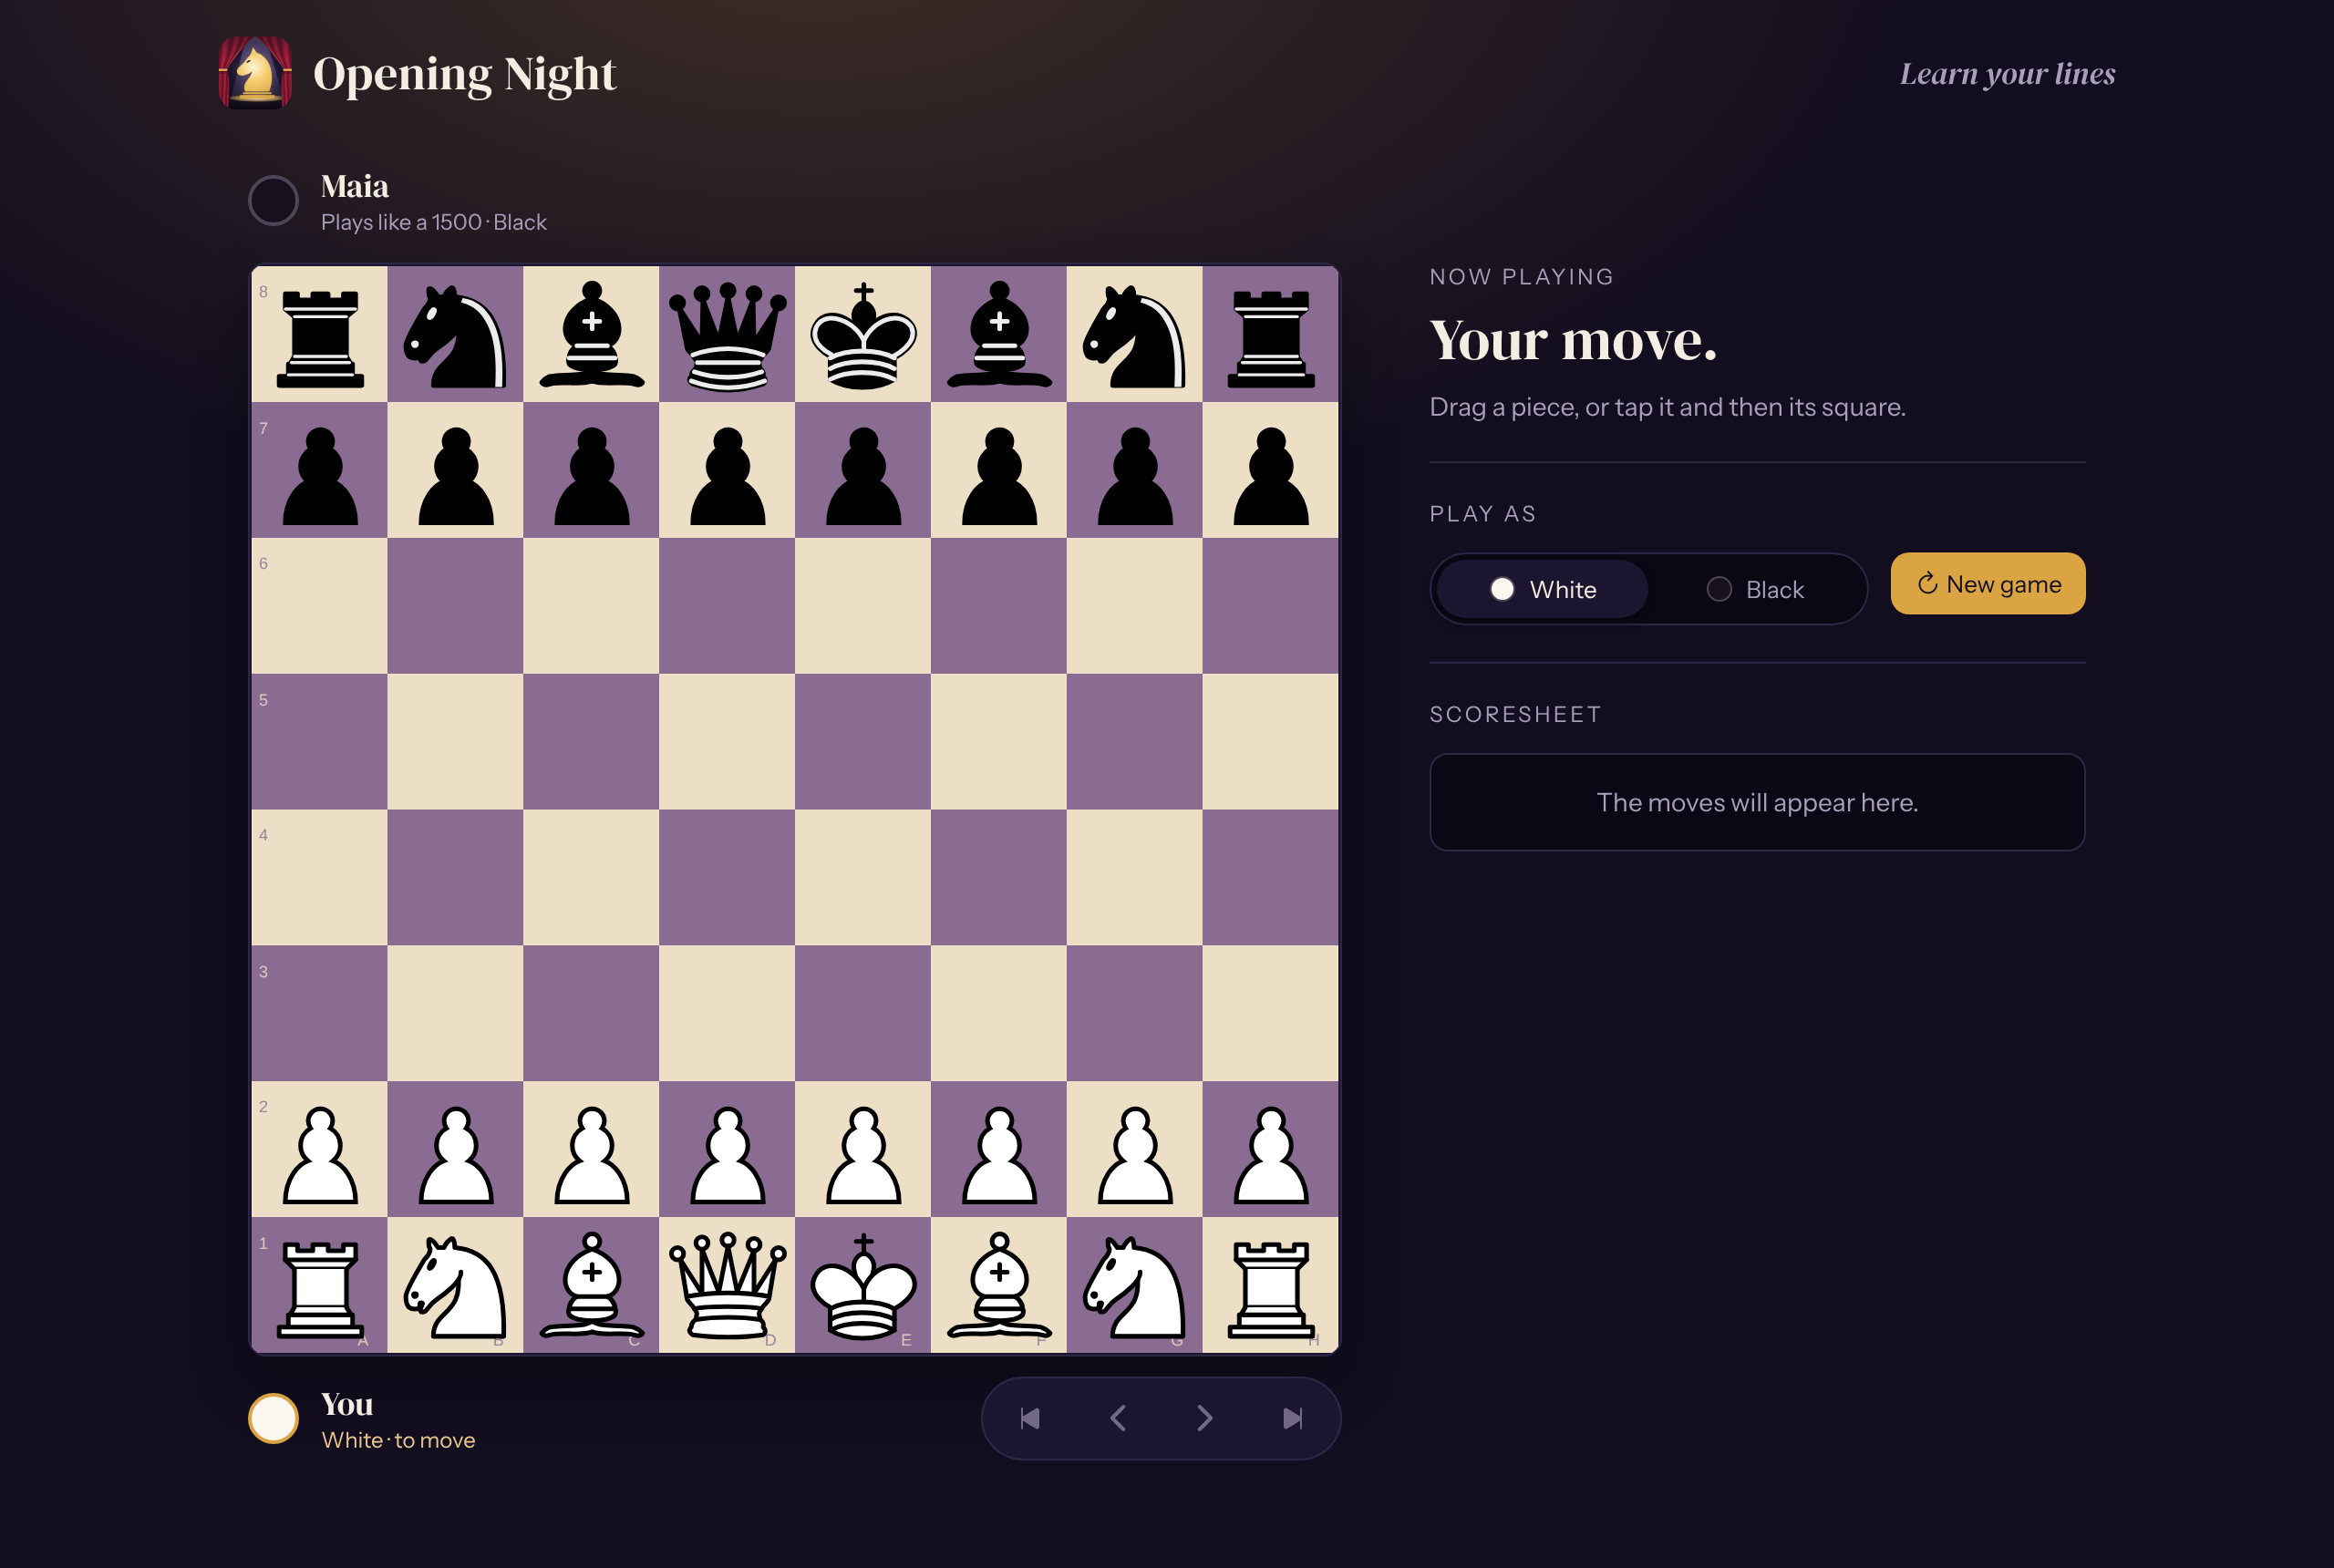 Opening Night
Learn your lines
Maia
Plays like a 1500 · Black
8
7
6
5
4
3
2
1
A B C D E F G H
You
White · to move
NOW PLAYING
Your move.
Drag a piece, or tap it and then its square.
PLAY AS
White
Black
New game
SCORESHEET
The moves will appear here.